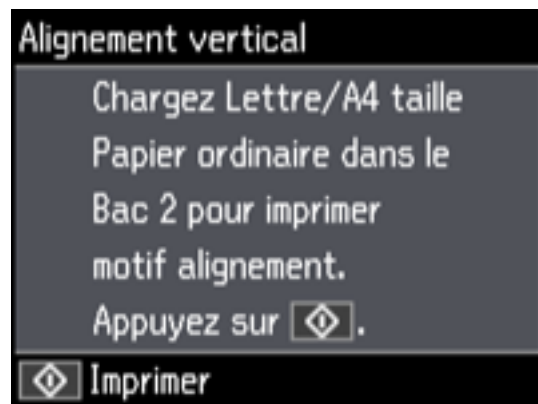 Alignement vertical
Chargez Lettre/A4 taille
Papier ordinaire dans le
Bac 2 pour imprimer
motif alignement.
Appuyez sur .
Imprimer